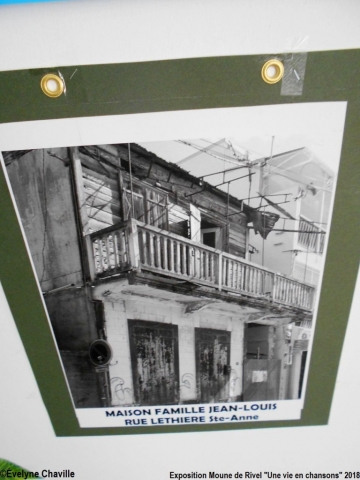 MAISON FAMILLE JEAN-LOUIS
RUE LETHIERE Ste-Anne
©Evelyne Chaville
Exposition Moune de Rivel "Une vie en chansons" 2018